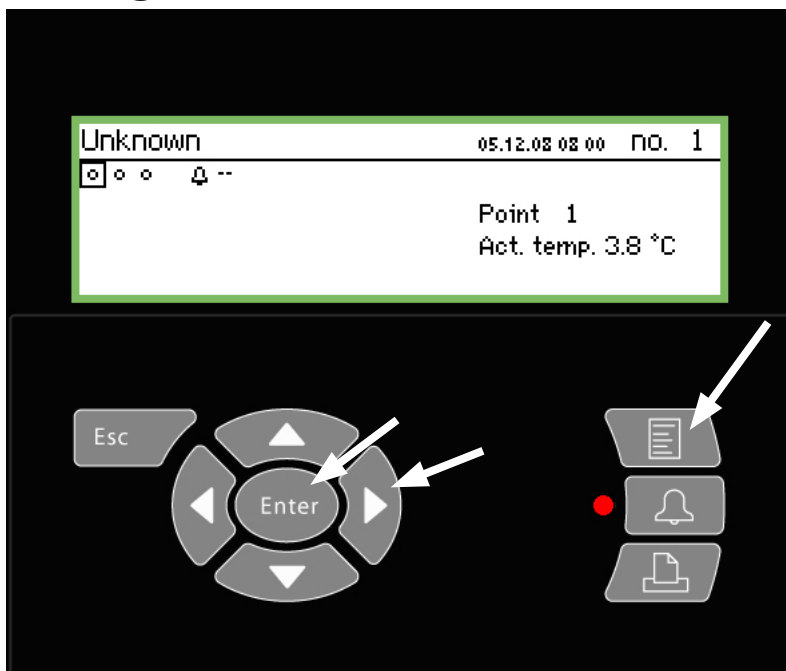 Unknown 05.12.08 08 00 no. 1
--
Point 1
Act. temp. 3.8 °C
Esc
Enter